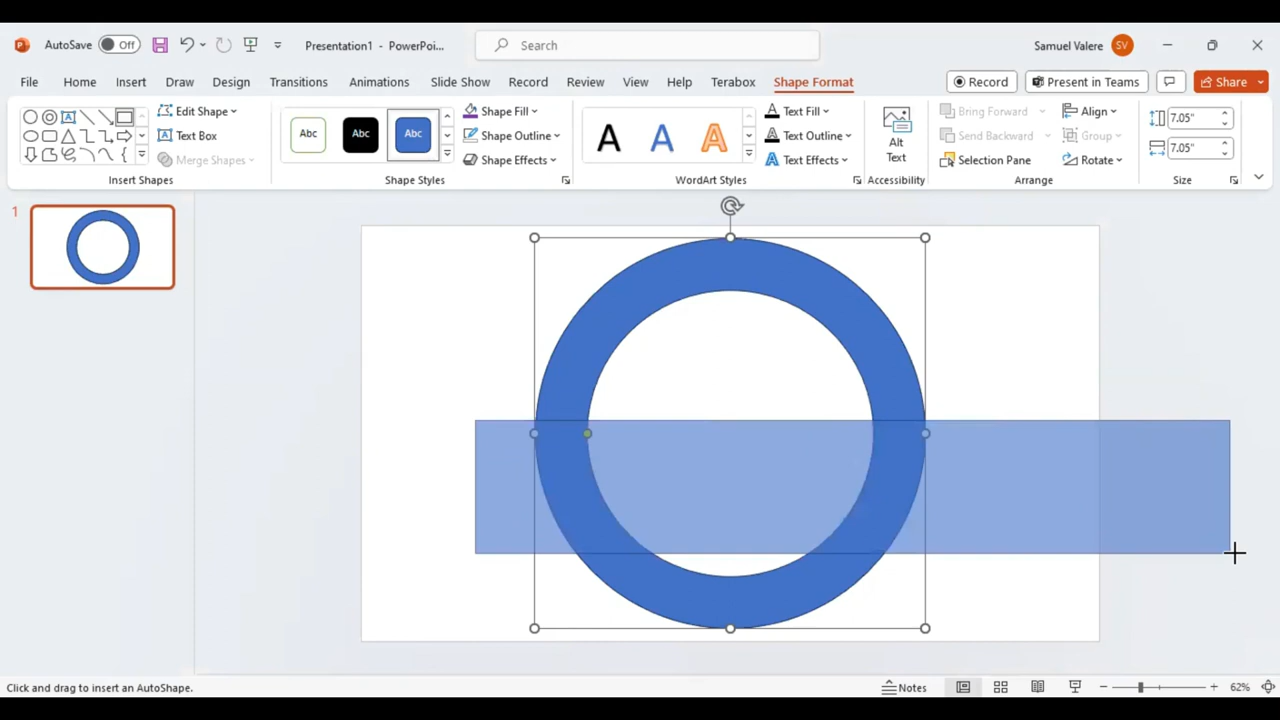 AutoSave Off Presentation1 - PowerPoi... Search Samuel Valere SV
File Home Insert Draw Design Transitions Animations Slide Show Record Review View Help Terabox Shape Format Record Present in Teams Share
Edit Shape
Text Box
Merge Shapes
Insert Shapes
Abc Abc Abc
Shape Fill
Shape Outline
Shape Effects
Shape Styles
A A A
Text Fill
Text Outline
Text Effects
WordArt Styles
Alt
Text
Accessibility
Bring Forward
Send Backward
Selection Pane
Align
Group
Rotate
Arrange
7.05"
7.05"
Size
1
Click and drag to insert an AutoShape. Notes 62%